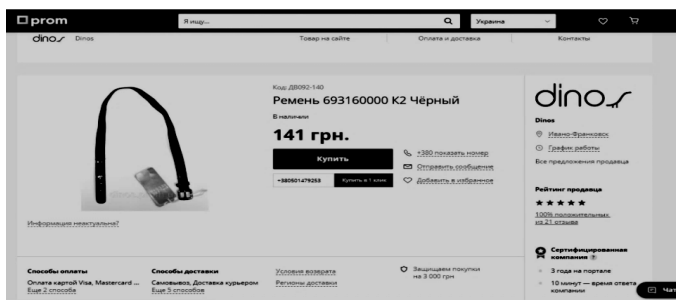 prom
Я ищу...
Украина
dinos Dinos
Товар на сайте
Оплата и доставка
Контакты
Код: ДВ092-140
Ремень 693160000 К2 Чёрный
В наличии
141 грн.
Купить
+380501479253
Купить в 1 клик
+380 показать номер
Отправить сообщение
Добавить в избранное
Информация неактуальна?
dinos
Dinos
Ивано-Франковск
График работы
Все предложения продавца
Рейтинг продавца
100% положительных
из 21 отзыва
Сертифицированная
компания ?
3 года на портале
10 минут — время ответа
компании
Способы оплаты
Оплата картой Visa, Mastercard ...
Еще 2 способа
Способы доставки
Самовывоз, Доставка курьером
Еще 5 способов
Условия возврата
Регионы доставки
Защищаем покупки
на 3 000 грн
Чат